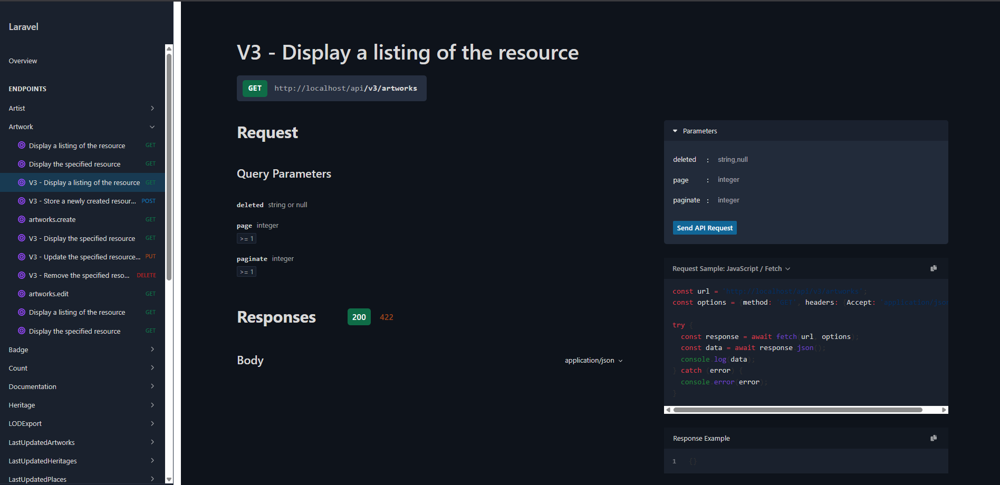 Laravel
Overview
ENDPOINTS
Artist
Artwork
Display a listing of the resource GET
Display the specified resource GET
V3 - Display a listing of the resource GET
V3 - Store a newly created resour... POST
artworks.create GET
V3 - Display the specified resource GET
V3 - Update the specified resource... PUT
V3 - Remove the specified reso... DELETE
artworks.edit GET
Display a listing of the resource GET
Display the specified resource GET
Badge
Count
Documentation
Heritage
LODExport
LastUpdatedArtworks
LastUpdatedHeritages
LastUpdatedPlaces
V3 - Display a listing of the resource
GET http://localhost/api/v3/artworks
Request
Query Parameters
deleted string or null
page integer
>= 1
paginate integer
>= 1
Responses 200 422
Body application/json
Parameters
deleted : string,null
page : integer
paginate : integer
Send API Request
Request Sample: JavaScript / Fetch
const url = 'http://localhost/api/v3/artworks';
const options = {method: 'GET', headers: {Accept: 'application/json
try {
const response = await fetch(url, options);
const data = await response.json();
console.log(data);
} catch (error) {
console.error(error);
}
Response Example
1 {}